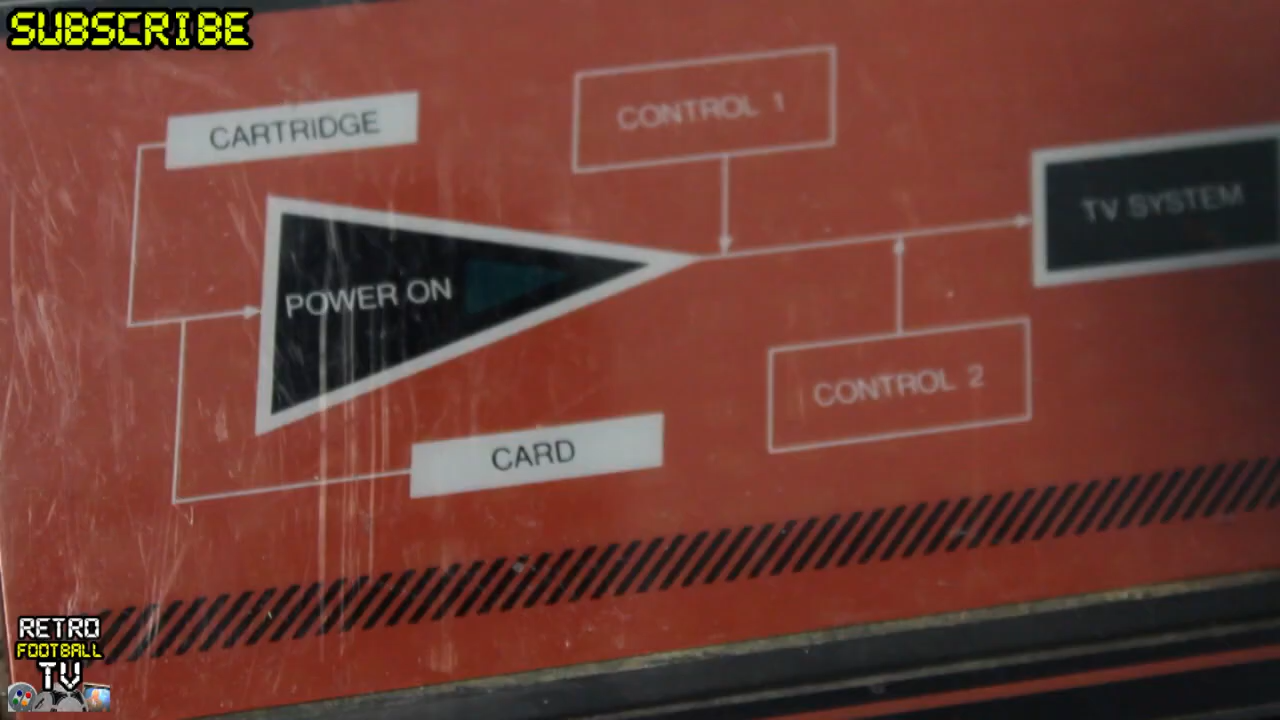 SUBSCRIBE
CARTRIDGE
CONTROL 1
TV SYSTEM
POWER ON
CONTROL 2
CARD
RETRO
FOOTBALL
TV